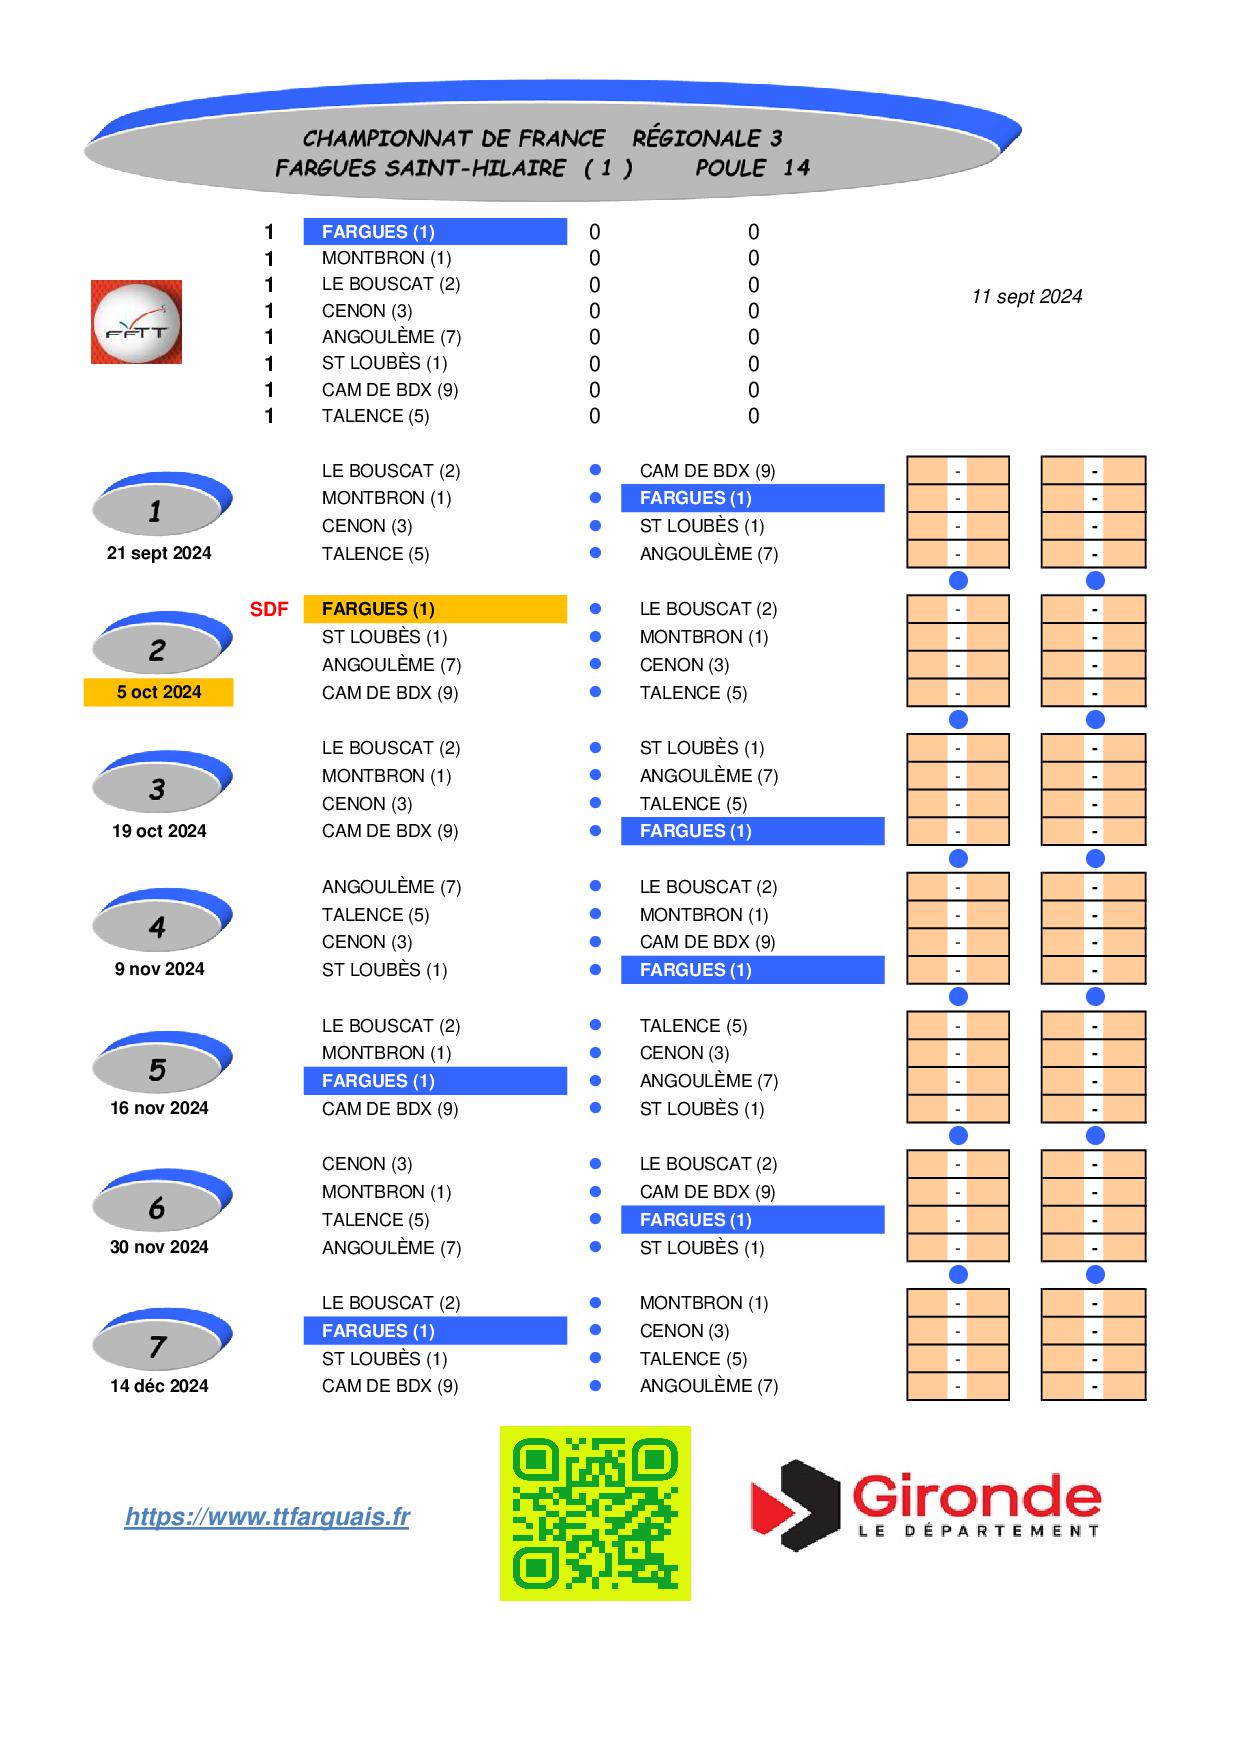 CHAMPIONNAT DE FRANCE RÉGIONALE 3
FARGUES SAINT-HILAIRE ( 1 ) POULE 14
1 FARGUES (1) 0 0
1 MONTBRON (1) 0 0
1 LE BOUSCAT (2) 0 0
1 CENON (3) 0 0
1 ANGOULÈME (7) 0 0
1 ST LOUBÈS (1) 0 0
1 CAM DE BDX (9) 0 0
1 TALENCE (5) 0 0
FFTT
11 sept 2024
1
21 sept 2024
LE BOUSCAT (2) ● CAM DE BDX (9) - -
MONTBRON (1) ● FARGUES (1) - -
CENON (3) ● ST LOUBÈS (1) - -
TALENCE (5) ● ANGOULÈME (7) - -
2
5 oct 2024
SDF FARGUES (1) ● LE BOUSCAT (2) - -
ST LOUBÈS (1) ● MONTBRON (1) - -
ANGOULÈME (7) ● CENON (3) - -
CAM DE BDX (9) ● TALENCE (5) - -
3
19 oct 2024
LE BOUSCAT (2) ● ST LOUBÈS (1) - -
MONTBRON (1) ● ANGOULÈME (7) - -
CENON (3) ● TALENCE (5) - -
CAM DE BDX (9) ● FARGUES (1) - -
4
9 nov 2024
ANGOULÈME (7) ● LE BOUSCAT (2) - -
TALENCE (5) ● MONTBRON (1) - -
CENON (3) ● CAM DE BDX (9) - -
ST LOUBÈS (1) ● FARGUES (1) - -
5
16 nov 2024
LE BOUSCAT (2) ● TALENCE (5) - -
MONTBRON (1) ● CENON (3) - -
FARGUES (1) ● ANGOULÈME (7) - -
CAM DE BDX (9) ● ST LOUBÈS (1) - -
6
30 nov 2024
CENON (3) ● LE BOUSCAT (2) - -
MONTBRON (1) ● CAM DE BDX (9) - -
TALENCE (5) ● FARGUES (1) - -
ANGOULÈME (7) ● ST LOUBÈS (1) - -
7
14 déc 2024
LE BOUSCAT (2) ● MONTBRON (1) - -
FARGUES (1) ● CENON (3) - -
ST LOUBÈS (1) ● TALENCE (5) - -
CAM DE BDX (9) ● ANGOULÈME (7) - -
https://www.ttfarguais.fr
Gironde
LE DÉPARTEMENT